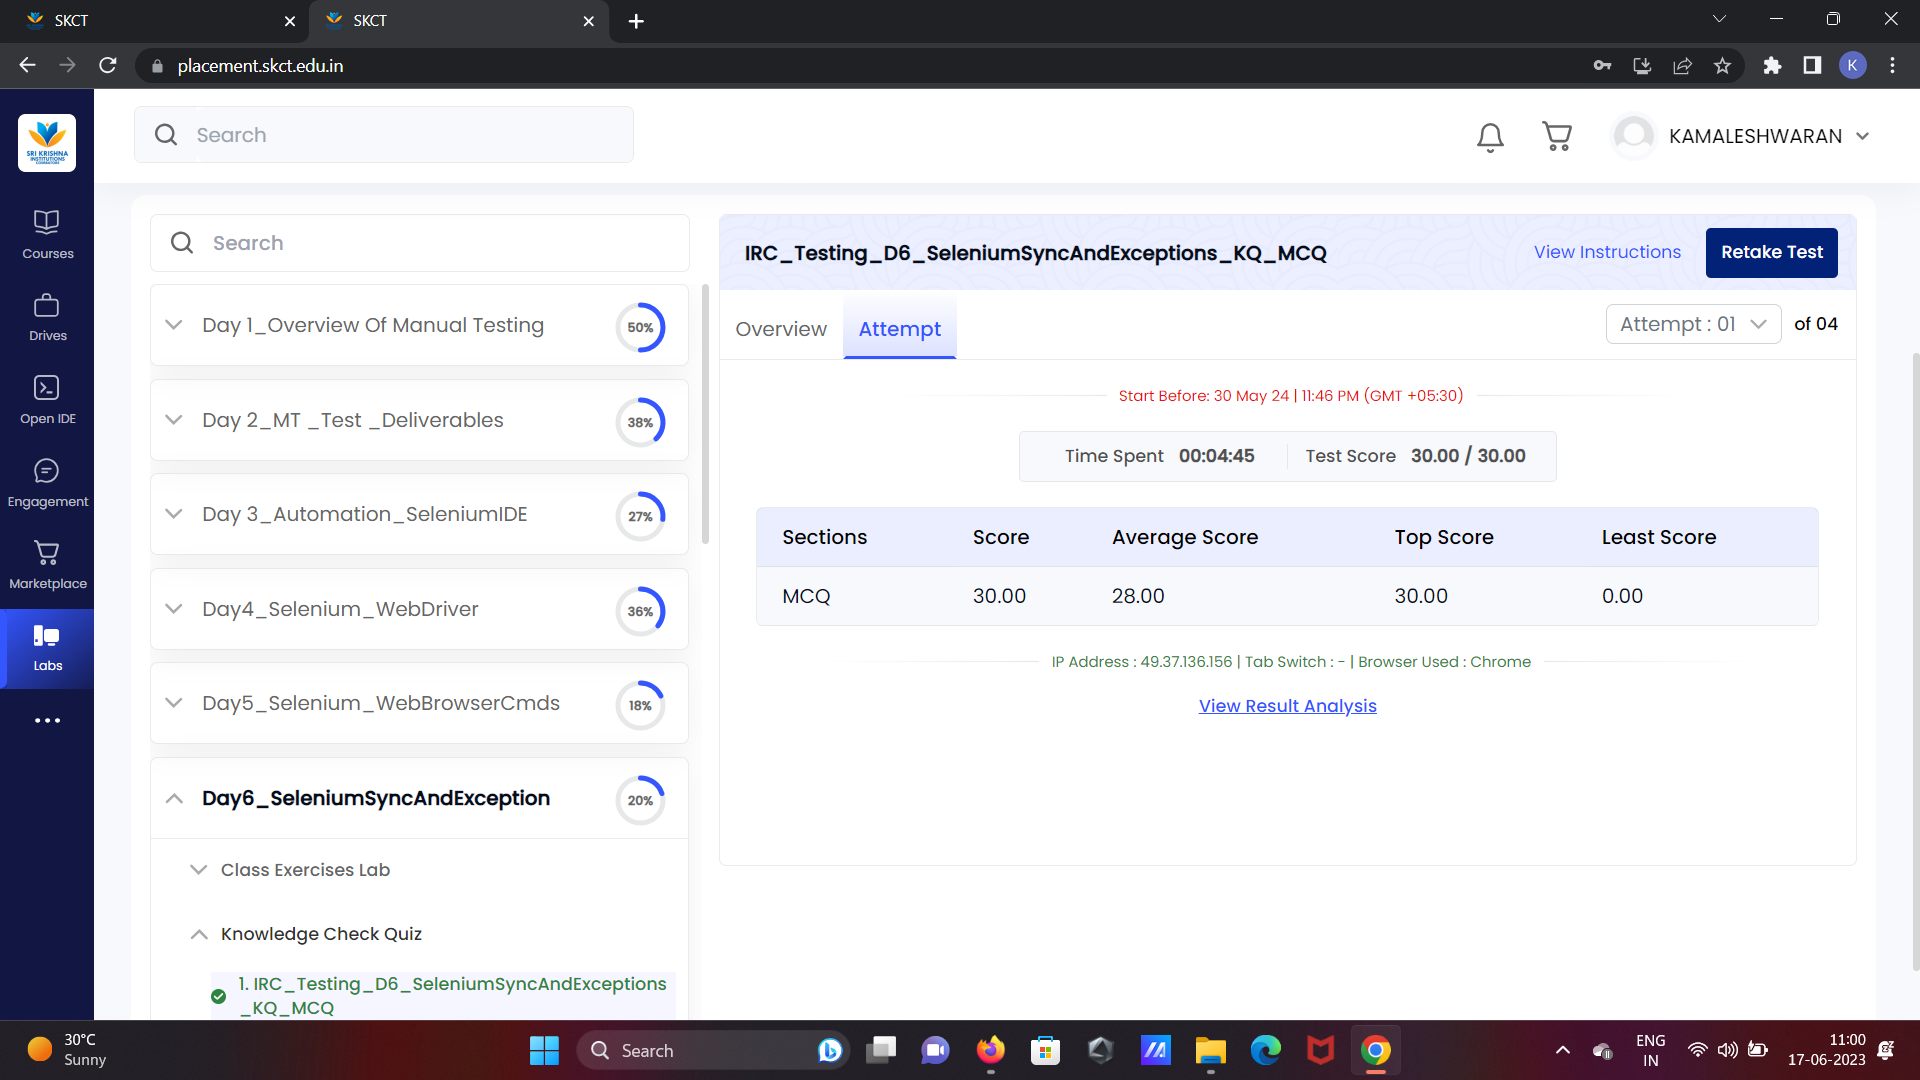 SKCT
SKCT
placement.skct.edu.in
K
SRI KRISHNA
INSTITUTIONS
Search
KAMALESHWARAN
Courses
Drives
Open IDE
Engagement
Marketplace
Labs
Search
Day 1_Overview Of Manual Testing
50%
Day 2_MT _Test _Deliverables
38%
Day 3_Automation_SeleniumIDE
27%
Day4_Selenium_WebDriver
36%
Day5_Selenium_WebBrowserCmds
18%
Day6_SeleniumSyncAndException
20%
Class Exercises Lab
Knowledge Check Quiz
1. IRC_Testing_D6_SeleniumSyncAndExceptions
_KQ_MCQ
IRC_Testing_D6_SeleniumSyncAndExceptions_KQ_MCQ
View Instructions
Retake Test
Overview
Attempt
Attempt : 01
of 04
Start Before: 30 May 24 | 11:46 PM (GMT +05:30)
Time Spent 00:04:45
Test Score 30.00 / 30.00
Sections Score Average Score Top Score Least Score
MCQ 30.00 28.00 30.00 0.00
IP Address : 49.37.136.156 | Tab Switch : - | Browser Used : Chrome
View Result Analysis
30°C
Sunny
Search
ENG
IN
11:00
17-06-2023